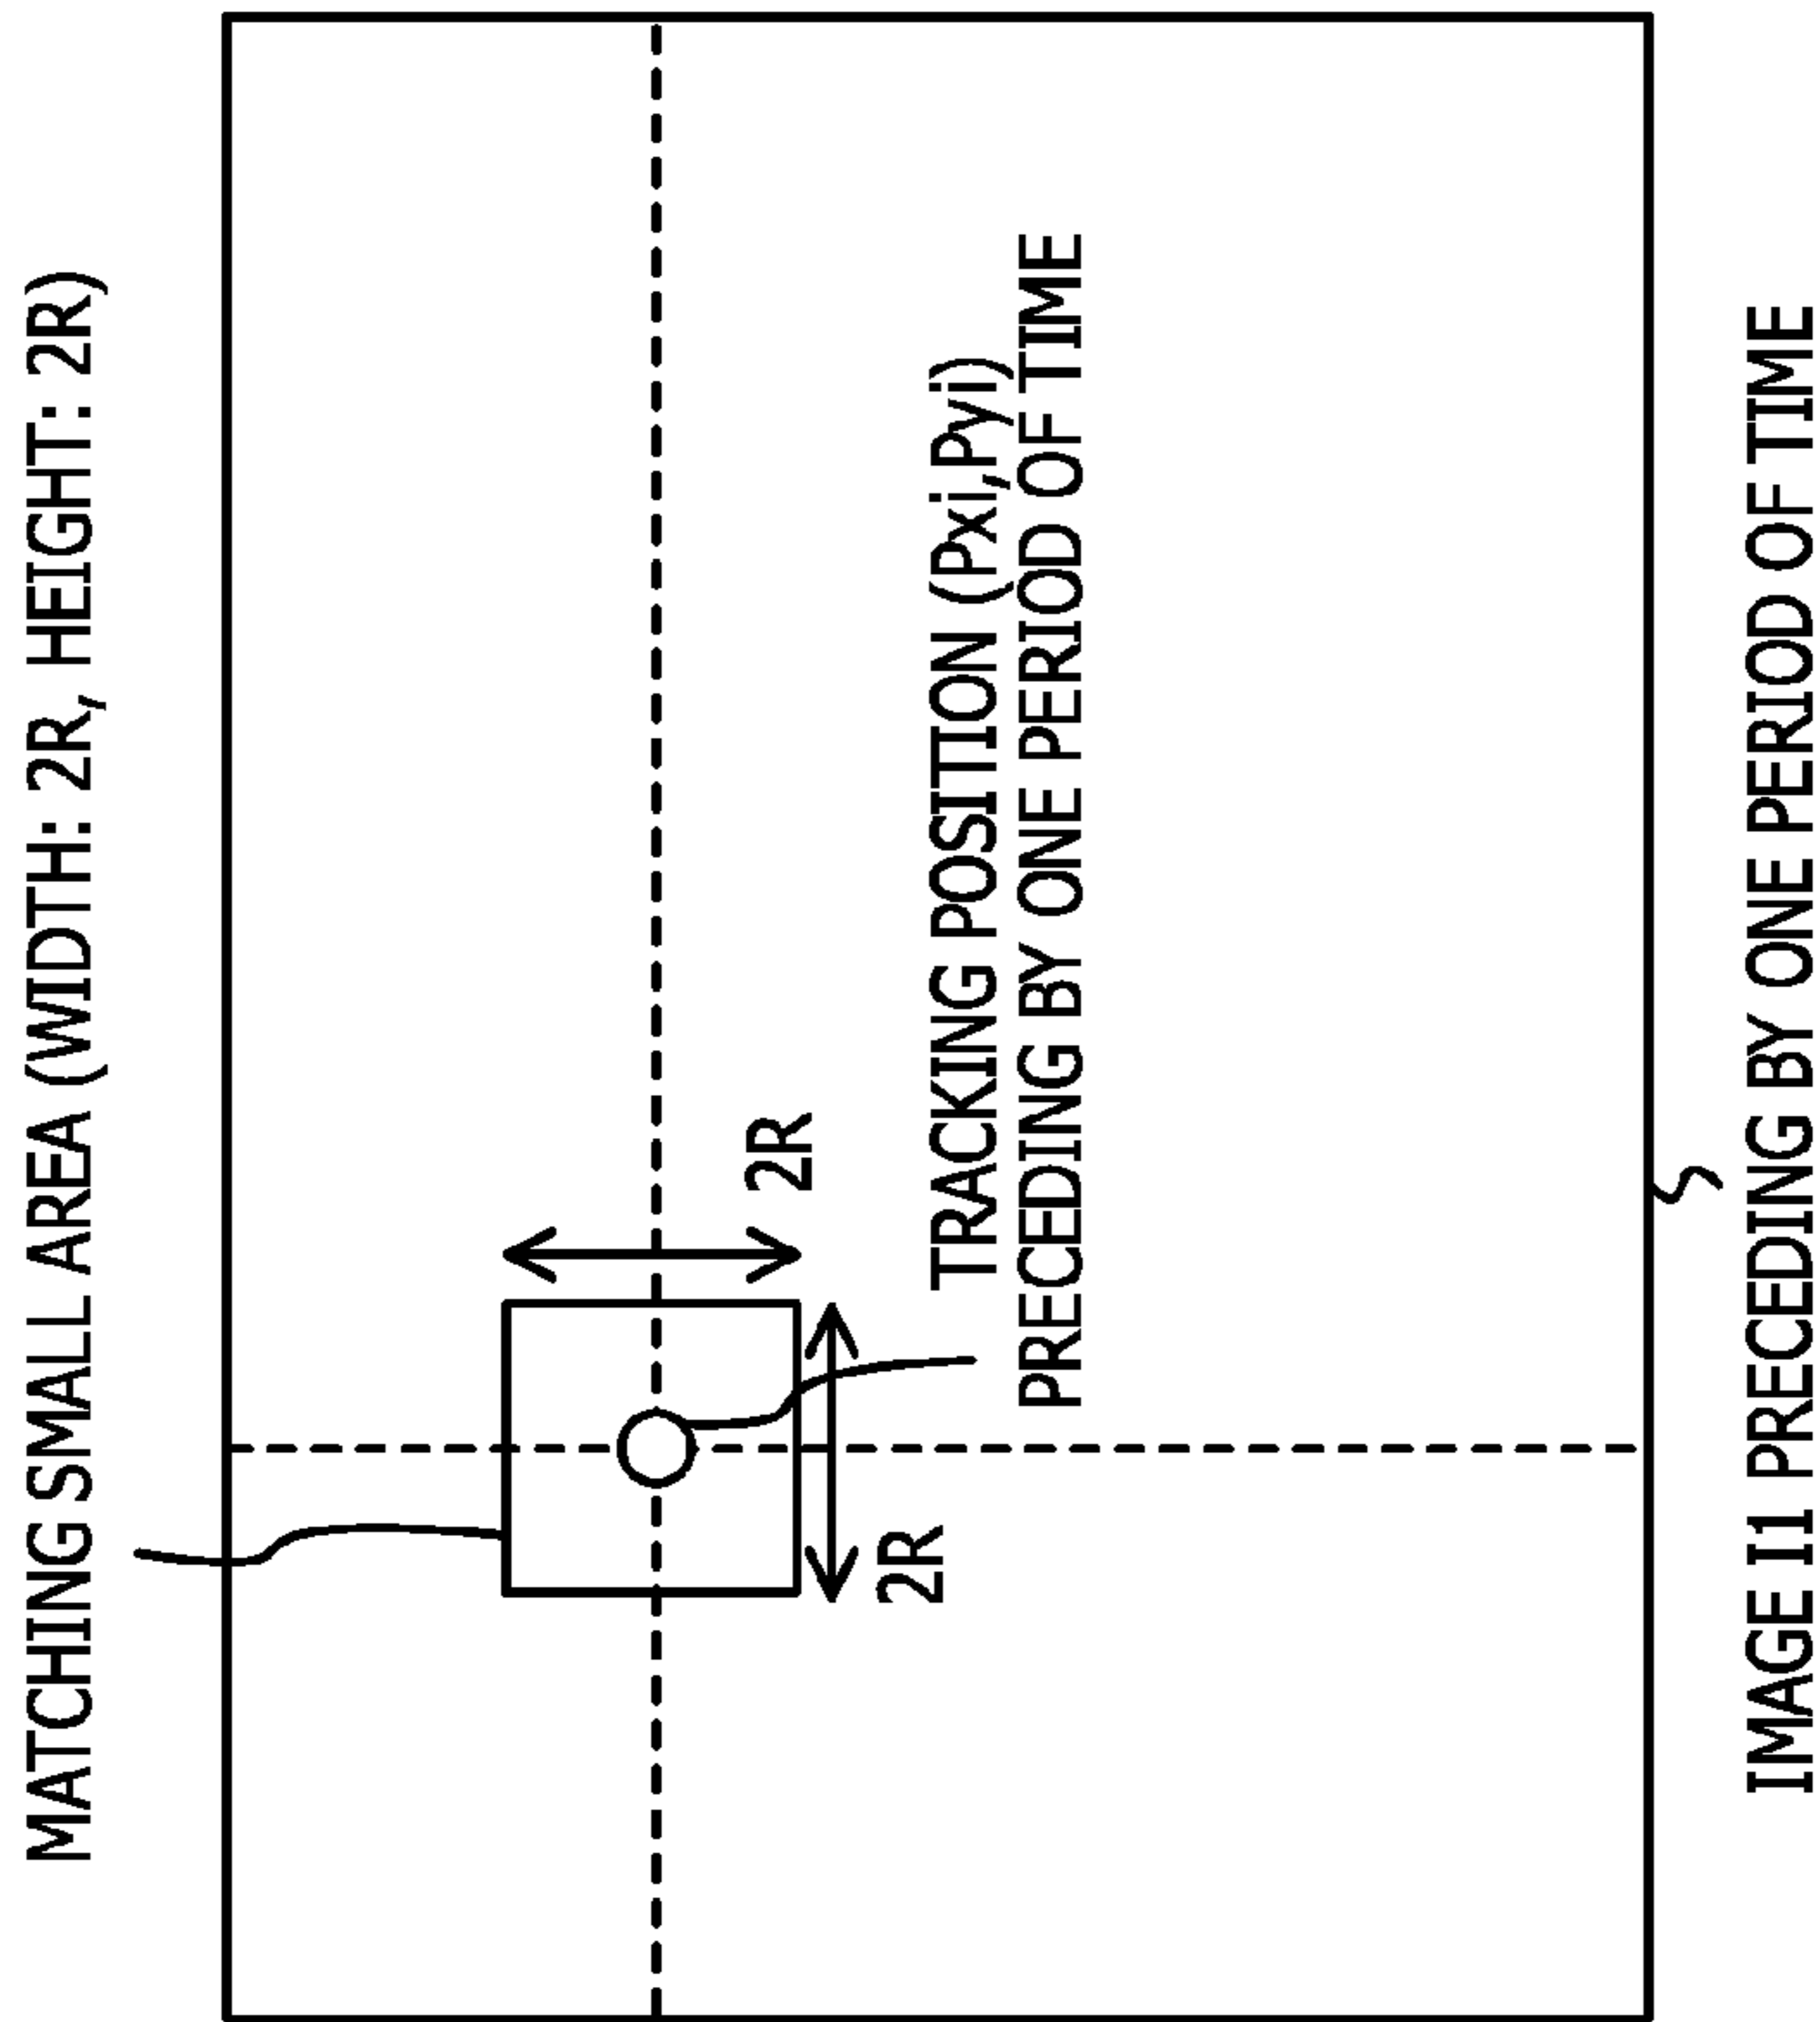 MATCHING SMALL AREA (WIDTH: 2R, HEIGHT: 2R)
2R
2R
TRACKING POSITION (Pxi,Pyi)
PRECEDING BY ONE PERIOD OF TIME
IMAGE I1 PRECEDING BY ONE PERIOD OF TIME